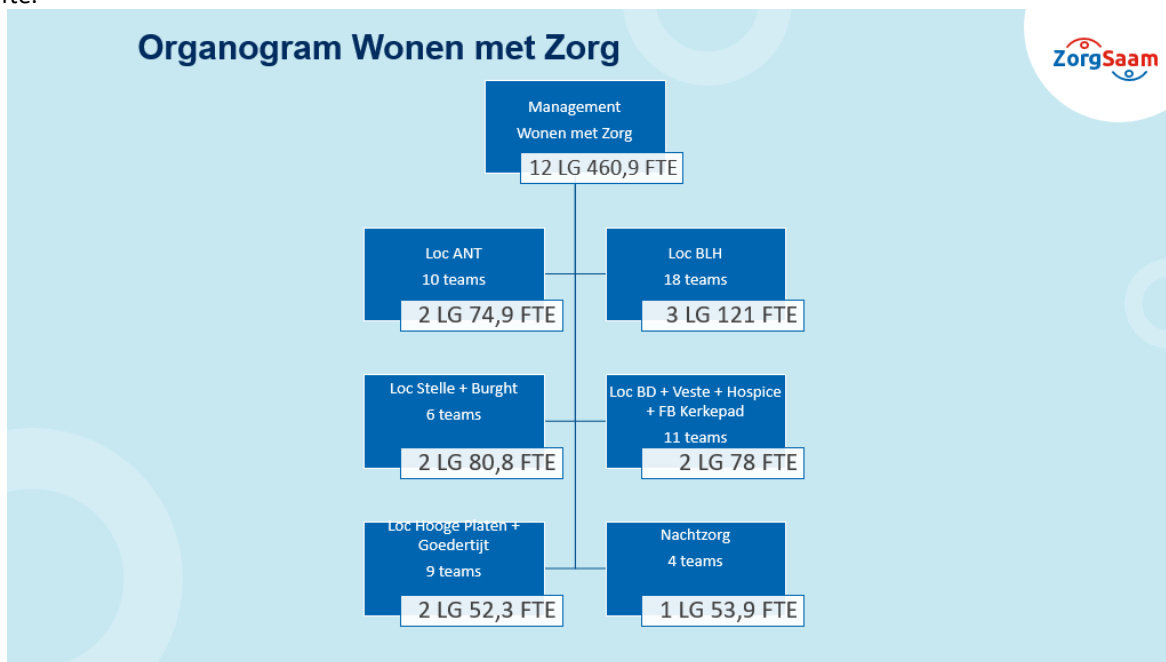 fte.
Organogram Wonen met Zorg
ZorgSaam
Management
Wonen met Zorg
12 LG 460,9 FTE
Loc ANT
10 teams
2 LG 74,9 FTE
Loc BLH
18 teams
3 LG 121 FTE
Loc Stelle + Burght
6 teams
2 LG 80,8 FTE
Loc BD + Veste + Hospice
+ FB Kerkepad
11 teams
2 LG 78 FTE
Loc Hooge Platen +
Goedertijt
9 teams
2 LG 52,3 FTE
Nachtzorg
4 teams
1 LG 53,9 FTE